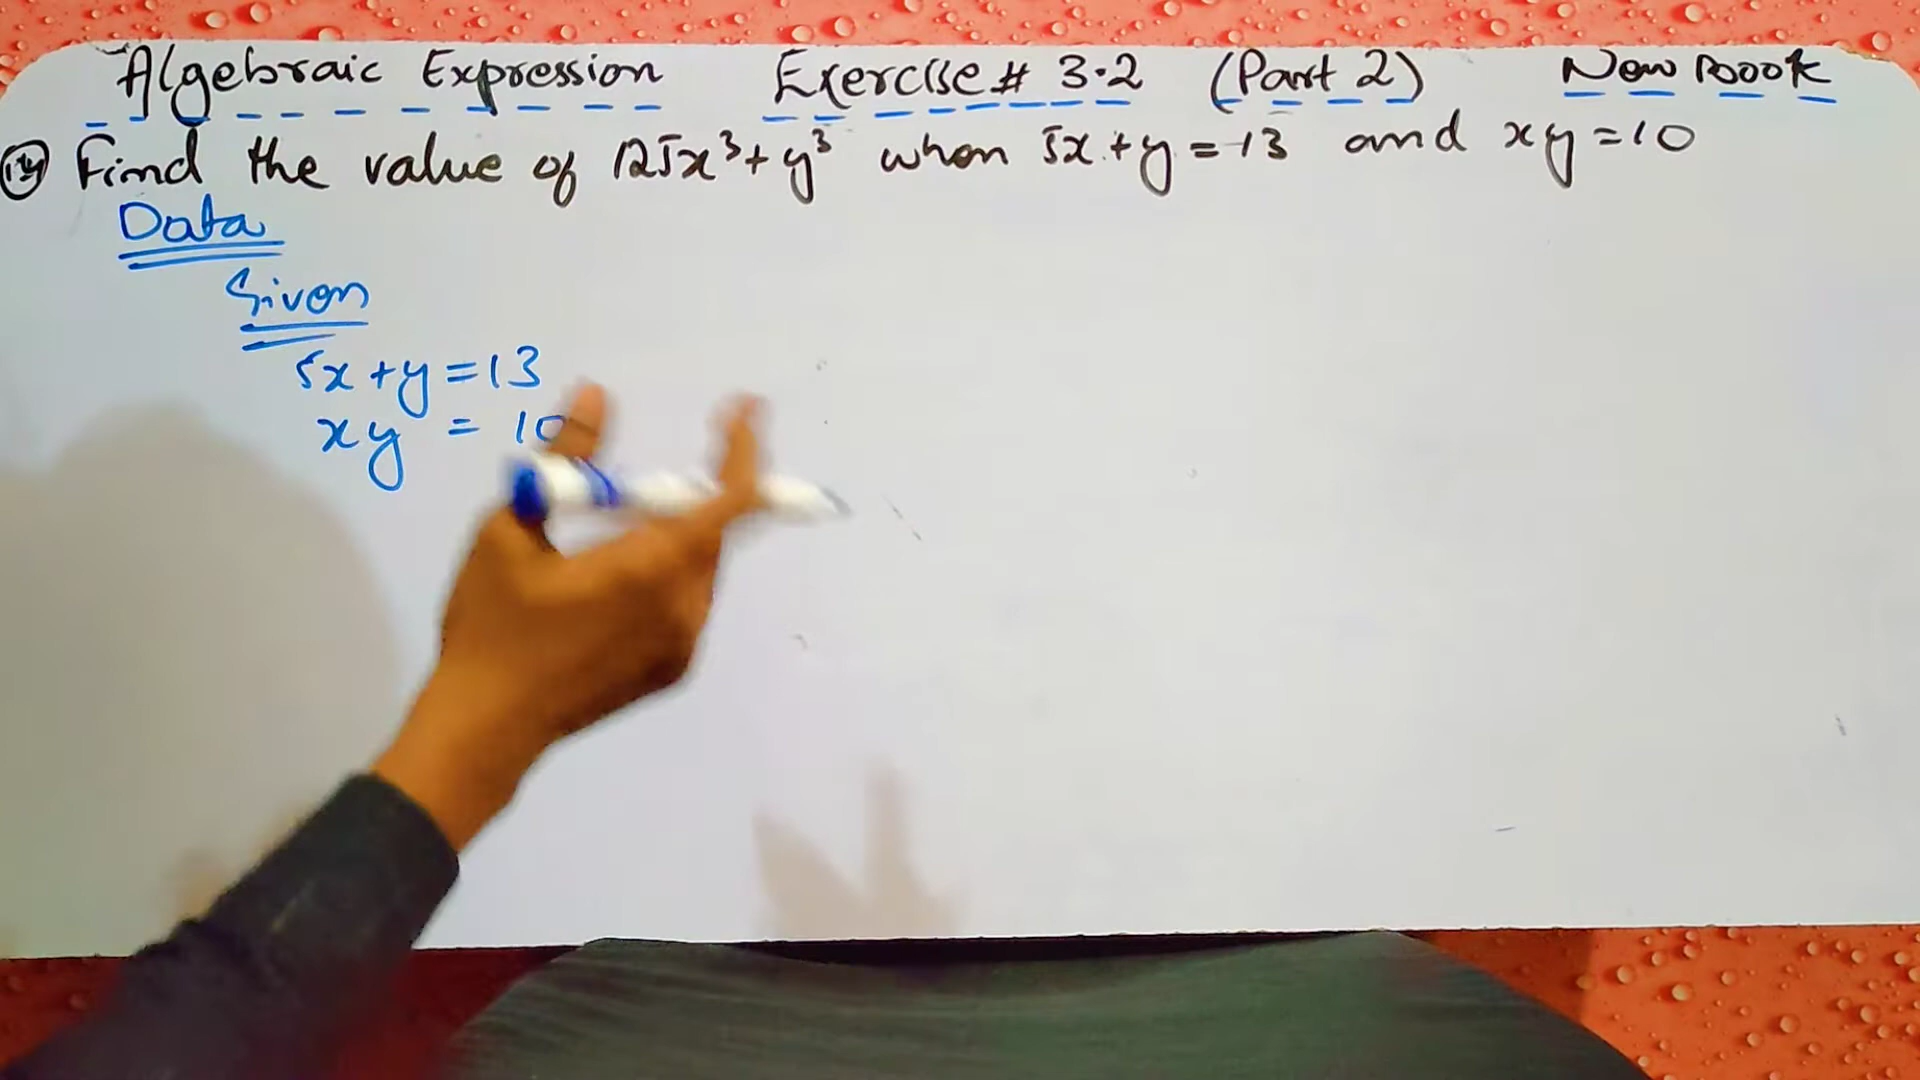 Algebraic Expression Exercise # 3.2 (Part 2) New Book
Find the value of 125x³+y³ when 5x+y=13 and xy=10
Data
Given
5x+y=13
xy = 10